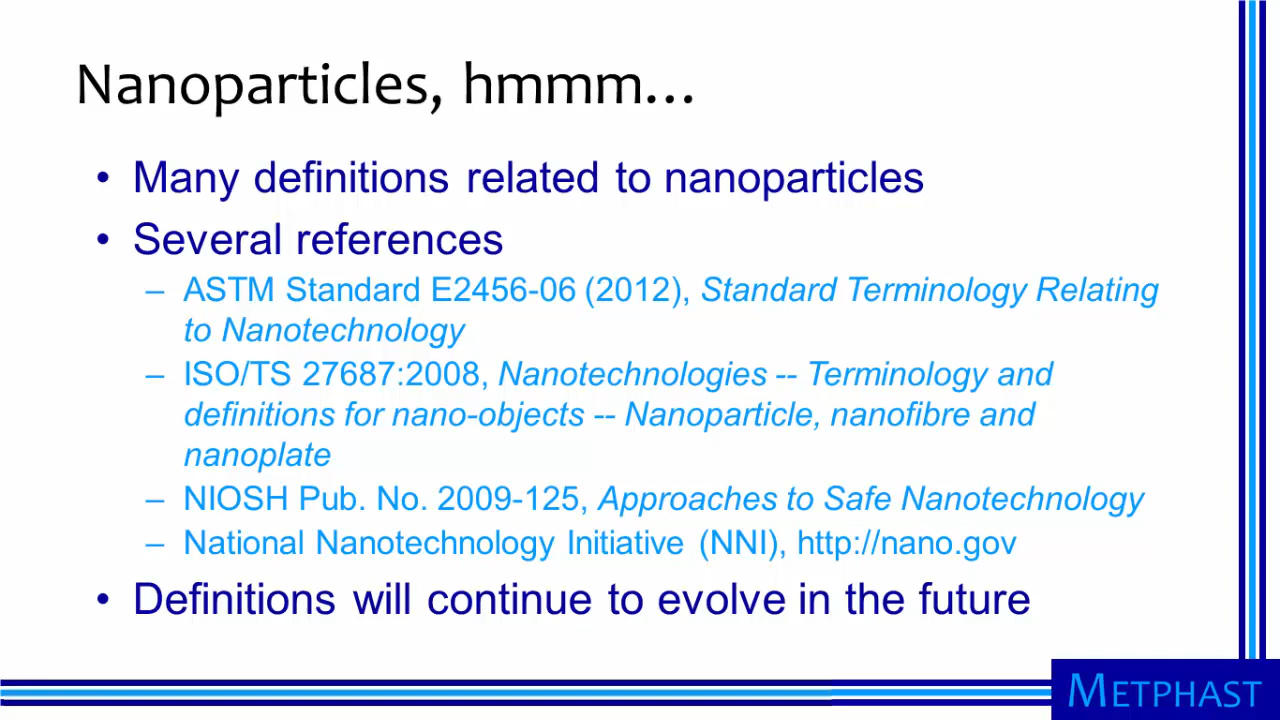 Nanoparticles, hmmm…
• Many definitions related to nanoparticles
• Several references
– ASTM Standard E2456-06 (2012), Standard Terminology Relating
to Nanotechnology
– ISO/TS 27687:2008, Nanotechnologies -- Terminology and
definitions for nano-objects -- Nanoparticle, nanofibre and
nanoplate
– NIOSH Pub. No. 2009-125, Approaches to Safe Nanotechnology
– National Nanotechnology Initiative (NNI), http://nano.gov
• Definitions will continue to evolve in the future
METPHAST